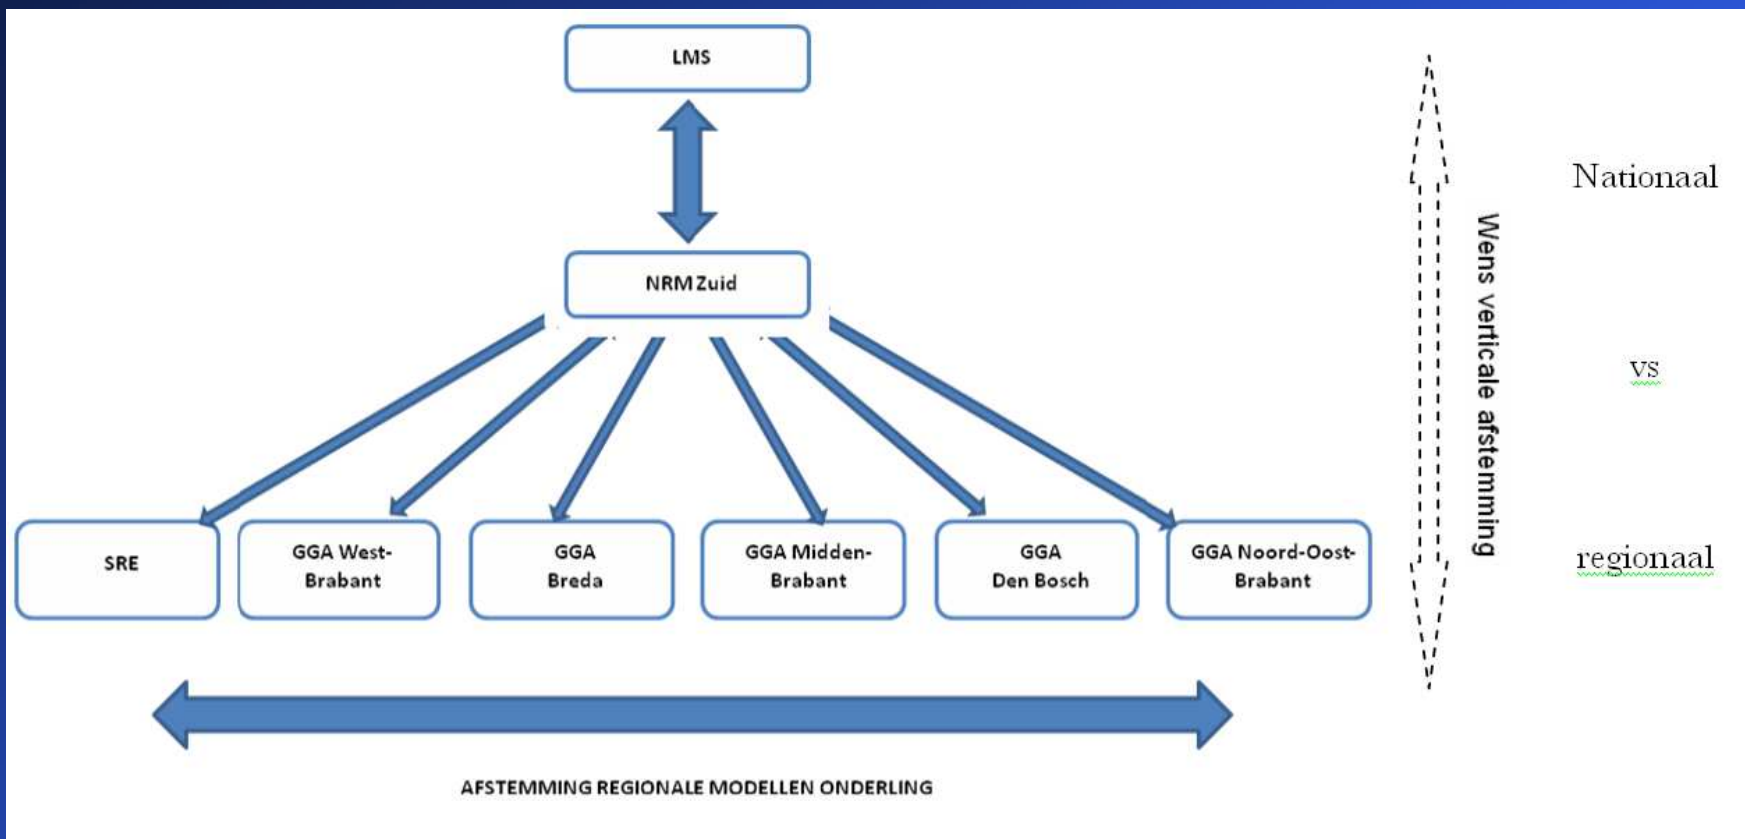 LMS
Nationaal
NRM Zuid
Wens verticale afstemming
vs
SRE
GGA West-
Brabant
GGA
Breda
GGA Midden-
Brabant
GGA
Den Bosch
GGA Noord-Oost-
Brabant
regionaal
AFSTEMMING REGIONALE MODELLEN ONDERLING